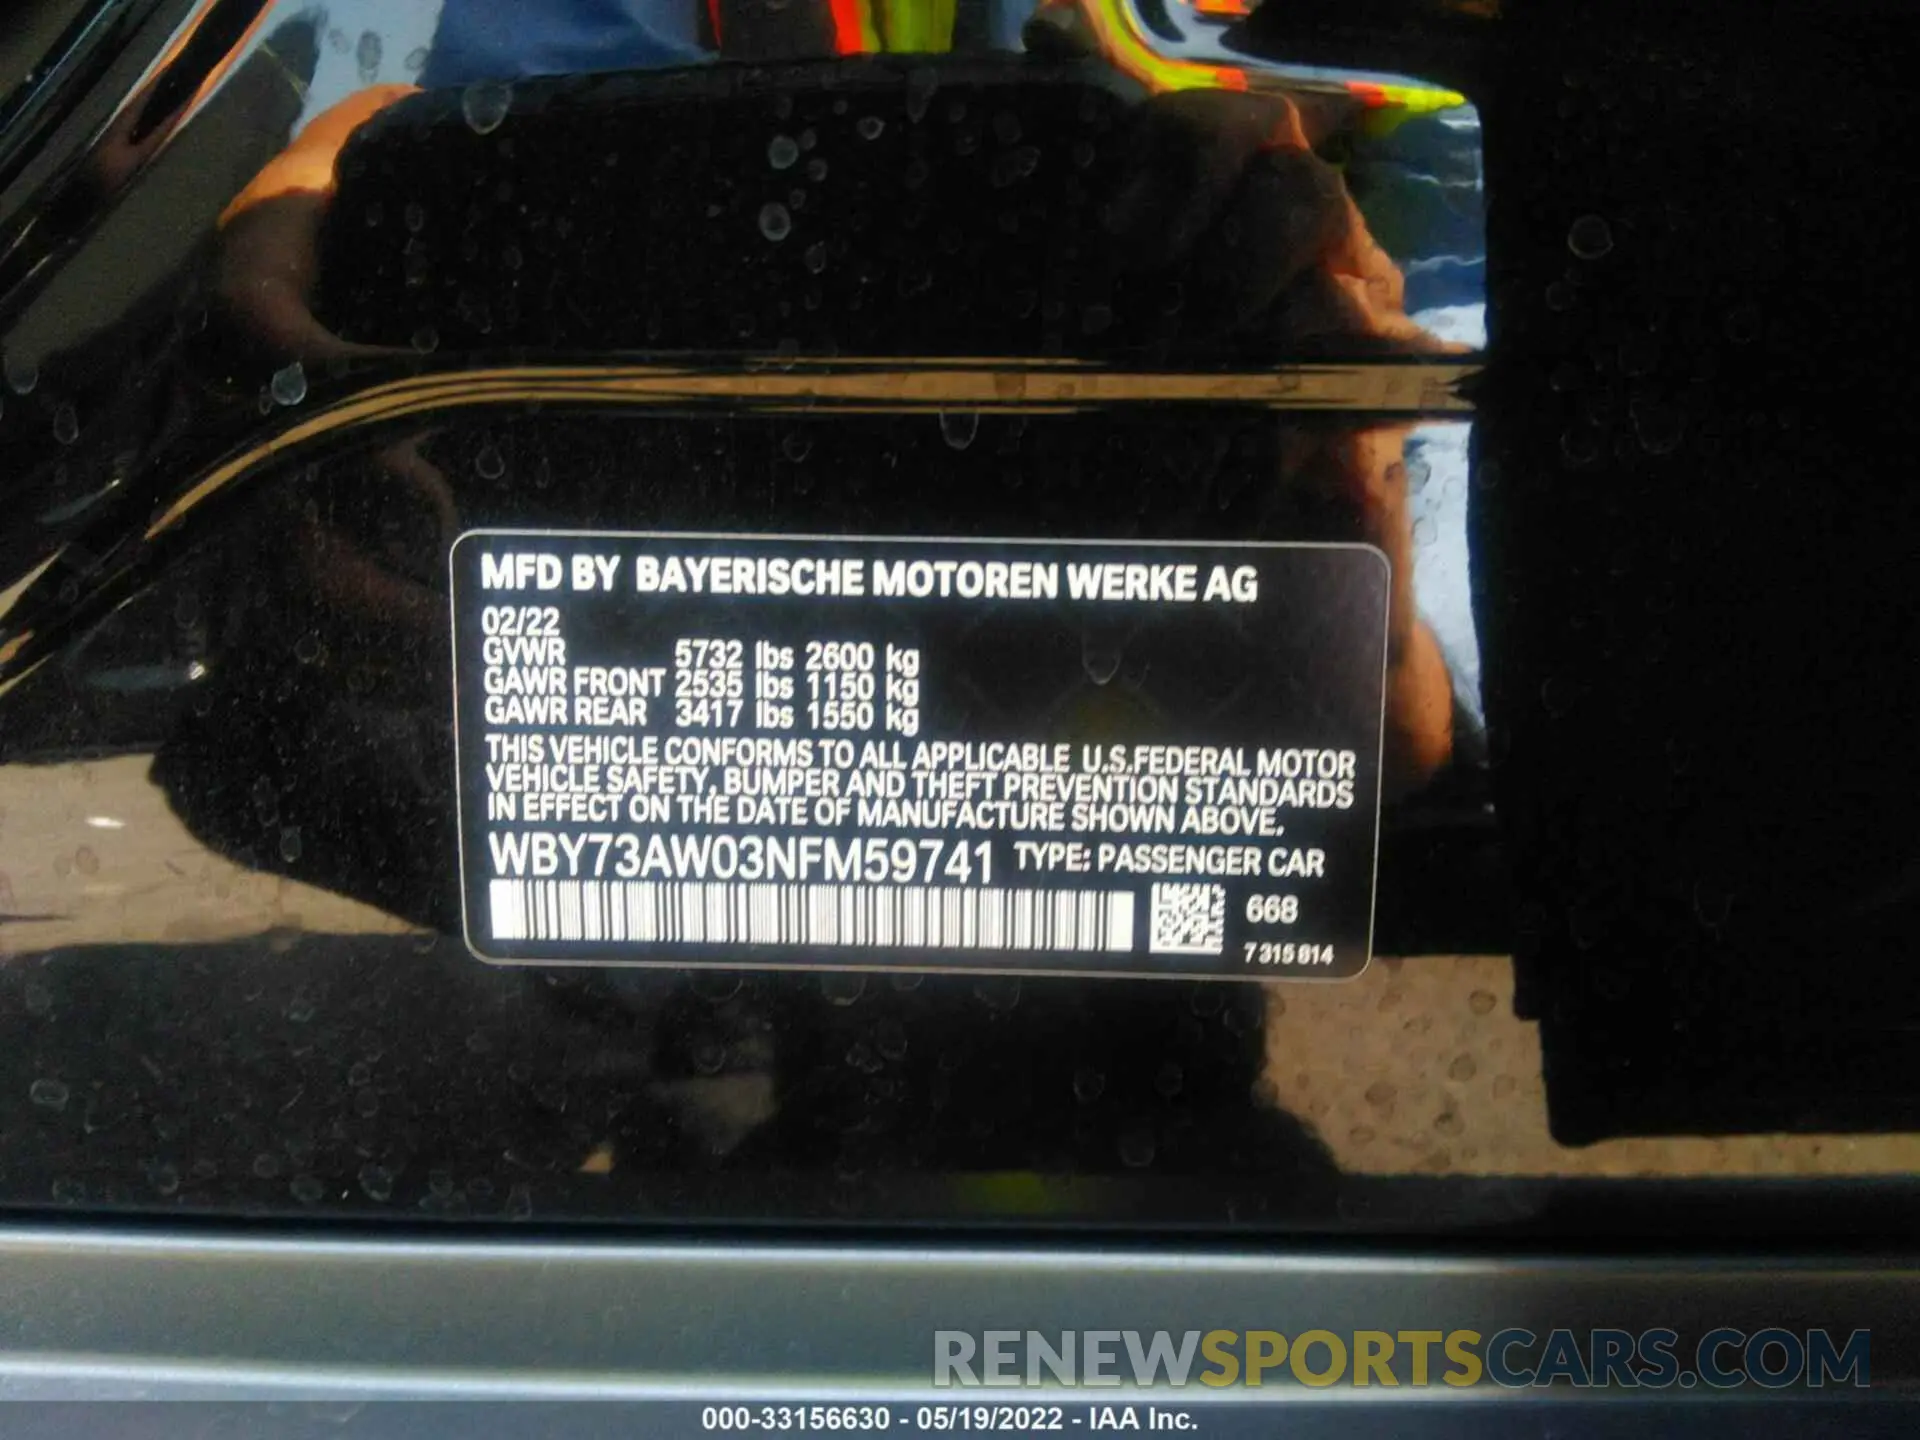 MFD BY BAYERISCHE MOTOREN WERKE AG
02/22
GVWR 5732 lbs 2600 kg
GAWR FRONT 2535 lbs 1150 kg
GAWR REAR 3417 lbs 1550 kg
THIS VEHICLE CONFORMS TO ALL APPLICABLE U.S.FEDERAL MOTOR
VEHICLE SAFETY, BUMPER AND THEFT PREVENTION STANDARDS
IN EFFECT ON THE DATE OF MANUFACTURE SHOWN ABOVE.
WBY73AW03NFM59741 TYPE: PASSENGER CAR
668
7 315 814
RENEWSPORTSCARS.COM
000-33156630 - 05/19/2022 - IAA Inc.